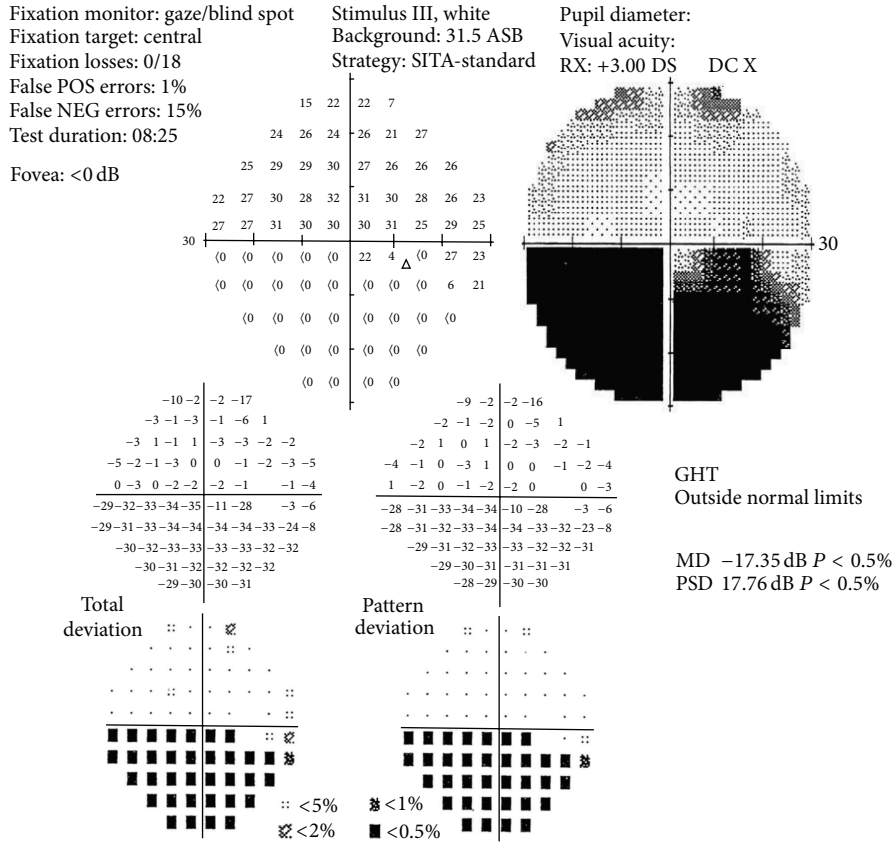 Fixation monitor: gaze/blind spot
Fixation target: central
Fixation losses: 0/18
False POS errors: 1%
False NEG errors: 15%
Test duration: 08:25
Fovea: <0 dB
Stimulus III, white
Background: 31.5 ASB
Strategy: SITA-standard
Pupil diameter:
Visual acuity:
RX: +3.00 DS DC X
15 22 22 7
24 26 24 26 21 27
25 29 29 30 27 26 26 26
22 27 30 28 32 31 30 28 26 23
27 27 31 30 30 30 31 25 29 25
30
⟨0 ⟨0 ⟨0 ⟨0 ⟨0 22 4 ⟨0 27 23
⟨0 ⟨0 ⟨0 ⟨0 ⟨0 ⟨0 ⟨0 ⟨0 6 21
⟨0 ⟨0 ⟨0 ⟨0 ⟨0 ⟨0 ⟨0 ⟨0
⟨0 ⟨0 ⟨0 ⟨0 ⟨0 ⟨0
⟨0 ⟨0 ⟨0 ⟨0
30
−10 −2 −2 −17
−3 −1 −3 −1 −6 1
−3 1 −1 1 −3 −3 −2 −2
−5 −2 −1 −3 0 0 −1 −2 −3 −5
0 −3 0 −2 −2 −2 −1 −1 −4
−29 −32 −33 −34 −35 −11 −28 −3 −6
−29 −31 −33 −34 −34 −34 −34 −33 −24 −8
−30 −32 −33 −33 −33 −33 −32 −32
−30 −31 −32 −32 −32 −32
−29 −30 −30 −31
−9 −2 −2 −16
−2 −1 −2 0 −5 1
−2 1 0 1 −2 −3 −2 −1
−4 −1 0 −3 1 0 0 −1 −2 −4
1 −2 0 −1 −2 −2 0 0 −3
−28 −31 −33 −34 −34 −10 −28 −3 −6
−28 −31 −32 −33 −34 −34 −33 −32 −23 −8
−29 −31 −32 −33 −33 −32 −32 −31
−29 −30 −31 −31 −31 −31
−28 −29 −30 −30
GHT
Outside normal limits
MD −17.35 dB P < 0.5%
PSD 17.76 dB P < 0.5%
Total
deviation
Pattern
deviation
<5%
<2%
<1%
<0.5%